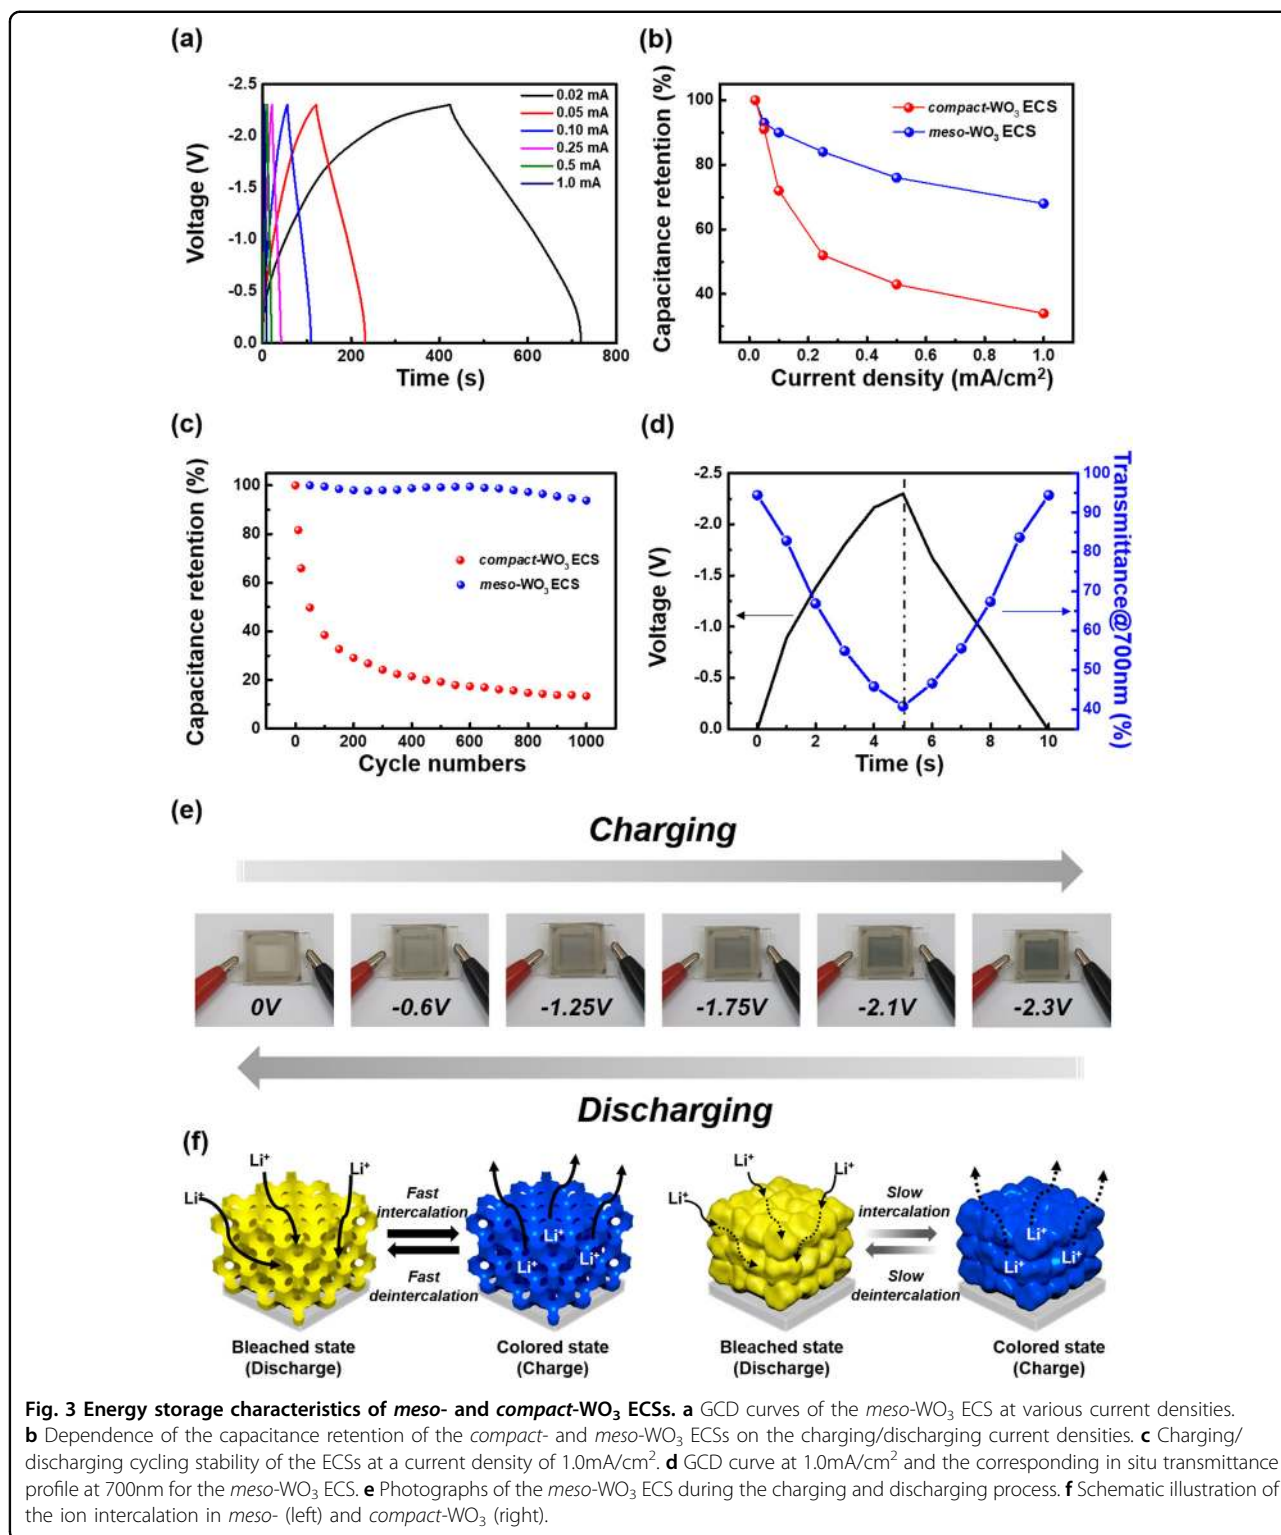 (a)
-2.5
-2.0
-1.5
-1.0
-0.5
0.0
Voltage (V)
0 200 400 600 800
Time (s)
0.02 mA
0.05 mA
0.10 mA
0.25 mA
0.5 mA
1.0 mA
(b)
100
80
60
40
Capacitance retention (%)
0.0 0.2 0.4 0.6 0.8 1.0
Current density (mA/cm²)
compact-WO₃ ECS
meso-WO₃ ECS
(c)
100
80
60
40
20
0
Capacitance retention (%)
0 200 400 600 800 1000
Cycle numbers
compact-WO₃ ECS
meso-WO₃ ECS
(d)
-2.5
-2.0
-1.5
-1.0
-0.5
0.0
Voltage (V)
0 2 4 6 8 10
Time (s)
100
90
80
70
60
50
40
Transmittance@700nm (%)
(e)
Charging
0V -0.6V -1.25V -1.75V -2.1V -2.3V
Discharging
(f)
Li⁺ Li⁺ Li⁺
Fast
intercalation
Fast
deintercalation
Li⁺ Li⁺ Li⁺
Bleached state
(Discharge)
Colored state
(Charge)
Li⁺ Li⁺ Li⁺
Slow
intercalation
Slow
deintercalation
Li⁺ Li⁺ Li⁺
Bleached state
(Discharge)
Colored state
(Charge)
Fig. 3 Energy storage characteristics of meso- and compact-WO₃ ECSs. a GCD curves of the meso-WO₃ ECS at various current densities.
b Dependence of the capacitance retention of the compact- and meso-WO₃ ECSs on the charging/discharging current densities. c Charging/
discharging cycling stability of the ECSs at a current density of 1.0mA/cm². d GCD curve at 1.0mA/cm² and the corresponding in situ transmittance
profile at 700nm for the meso-WO₃ ECS. e Photographs of the meso-WO₃ ECS during the charging and discharging process. f Schematic illustration of
the ion intercalation in meso- (left) and compact-WO₃ (right).